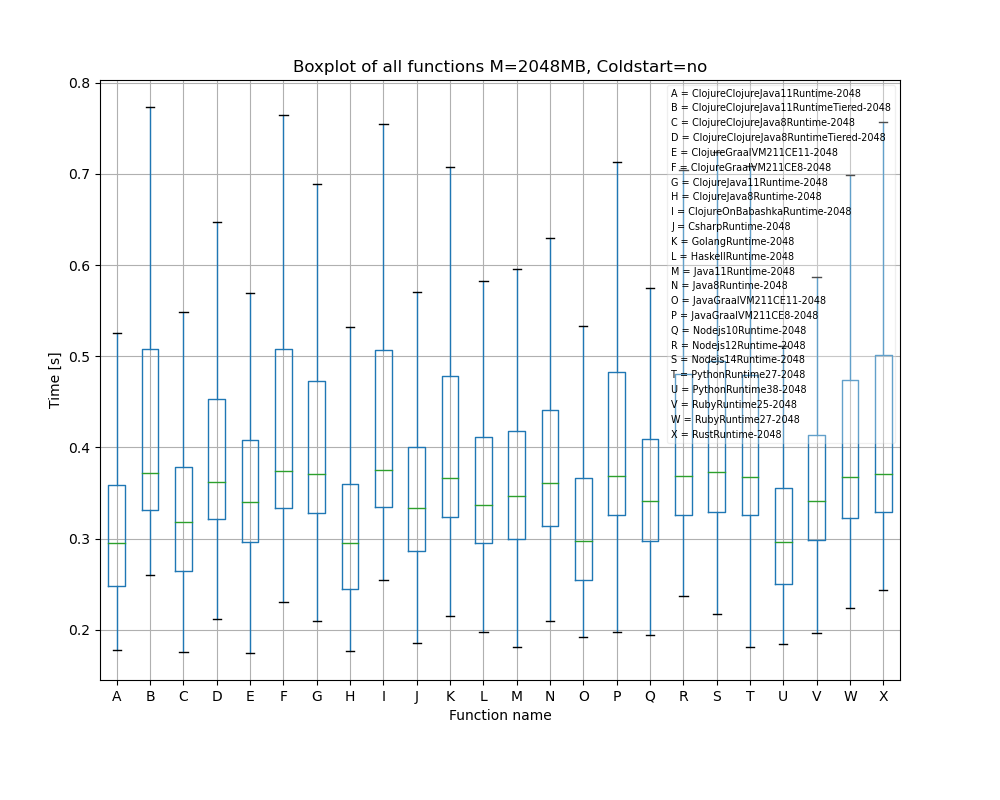 Boxplot of all functions M=2048MB, Coldstart=no
0.8
0.7
0.6
0.5
0.4
0.3
0.2
Time [s]
A = ClojureClojureJava11Runtime-2048
B = ClojureClojureJava11RuntimeTiered-2048
C = ClojureClojureJava8Runtime-2048
D = ClojureClojureJava8RuntimeTiered-2048
E = ClojureGraalVM211CE11-2048
F = ClojureGraalVM211CE8-2048
G = ClojureJava11Runtime-2048
H = ClojureJava8Runtime-2048
I = ClojureOnBabashkaRuntime-2048
J = CsharpRuntime-2048
K = GolangRuntime-2048
L = HaskellRuntime-2048
M = Java11Runtime-2048
N = Java8Runtime-2048
O = JavaGraalVM211CE11-2048
P = JavaGraalVM211CE8-2048
Q = Nodejs10Runtime-2048
R = Nodejs12Runtime-2048
S = Nodejs14Runtime-2048
T = PythonRuntime27-2048
U = PythonRuntime38-2048
V = RubyRuntime25-2048
W = RubyRuntime27-2048
X = RustRuntime-2048
A B C D E F G H I J K L M N O P Q R S T U V W X
Function name